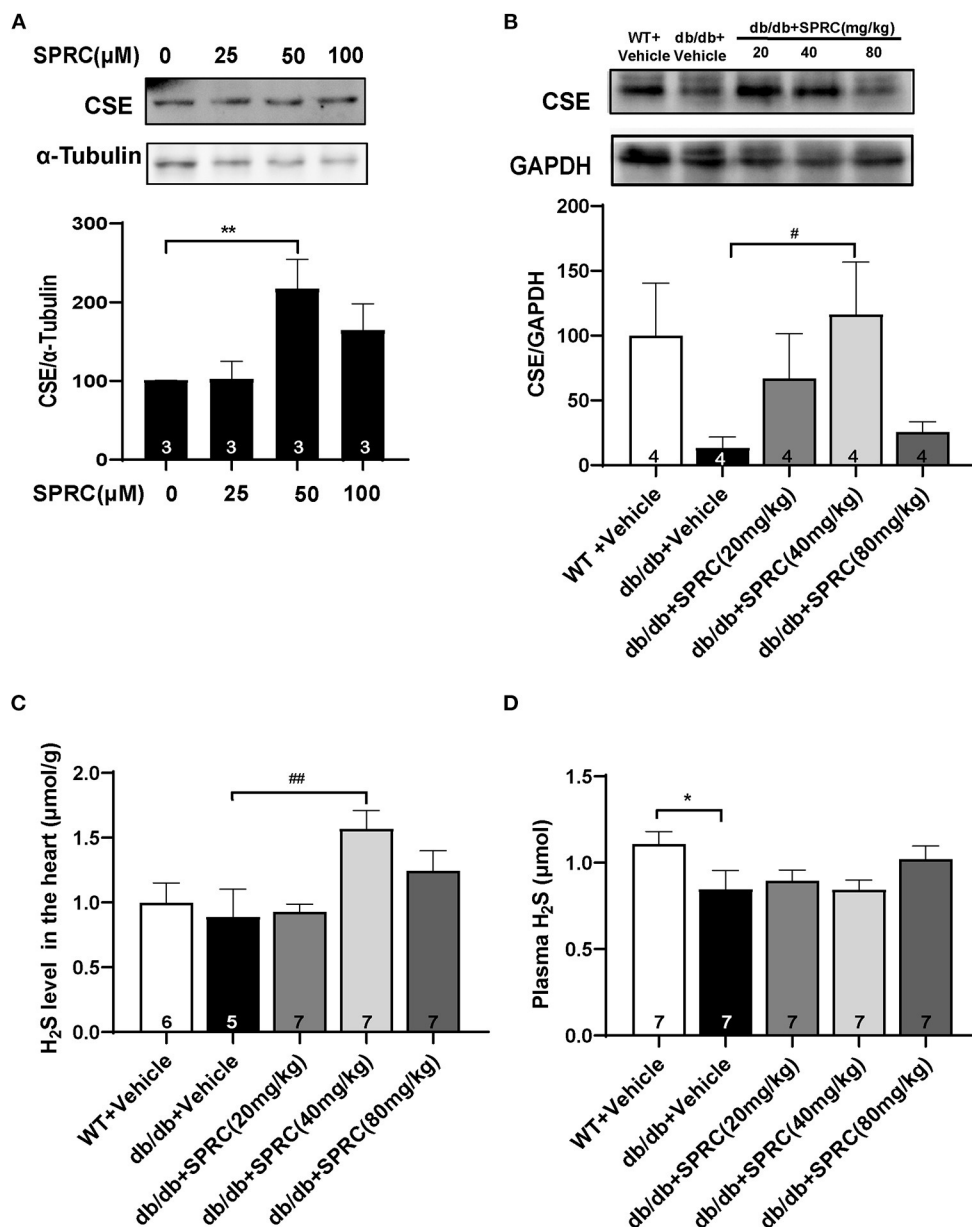 A
SPRC(μM) 0 25 50 100
CSE
α-Tubulin
300
200
100
0
CSE/α-Tubulin
**
3 3 3 3
SPRC(μM) 0 25 50 100
B
WT+ Vehicle
db/db+ Vehicle
db/db+SPRC(mg/kg)
20 40 80
CSE
GAPDH
200
150
100
50
0
CSE/GAPDH
#
4 4 4 4 4
WT +Vehicle
db/db+Vehicle
db/db+SPRC(20mg/kg)
db/db+SPRC(40mg/kg)
db/db+SPRC(80mg/kg)
C
2.0
1.5
1.0
0.5
0.0
H₂S level in the heart (μmol/g)
##
6 5 7 7 7
WT+Vehicle
db/db+Vehicle
db/db+SPRC(20mg/kg)
db/db+SPRC(40mg/kg)
db/db+SPRC(80mg/kg)
D
1.5
1.0
0.5
0.0
Plasma H₂S (μmol)
*
7 7 7 7 7
WT+Vehicle
db/db+Vehicle
db/db+SPRC(20mg/kg)
db/db+SPRC(40mg/kg)
db/db+SPRC(80mg/kg)